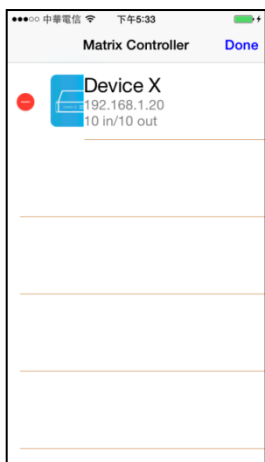 中華電信 下午5:33
Matrix Controller Done
Device X
192.168.1.20
10 in/10 out